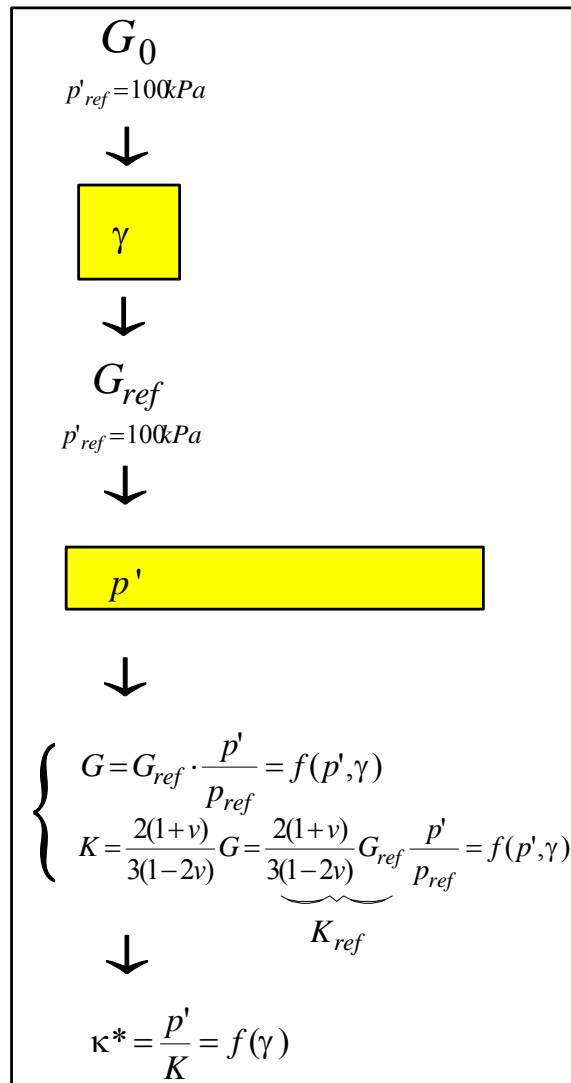 G₀
p'ref=100kPa
γ
Gref
p'ref=100kPa
p'
G=Gref·p'/pref=f(p',γ)
K=2(1+ν)/3(1-2ν)G=2(1+ν)/3(1-2ν)Gref p'/pref=f(p',γ)
Kref
κ*=p'/K=f(γ)